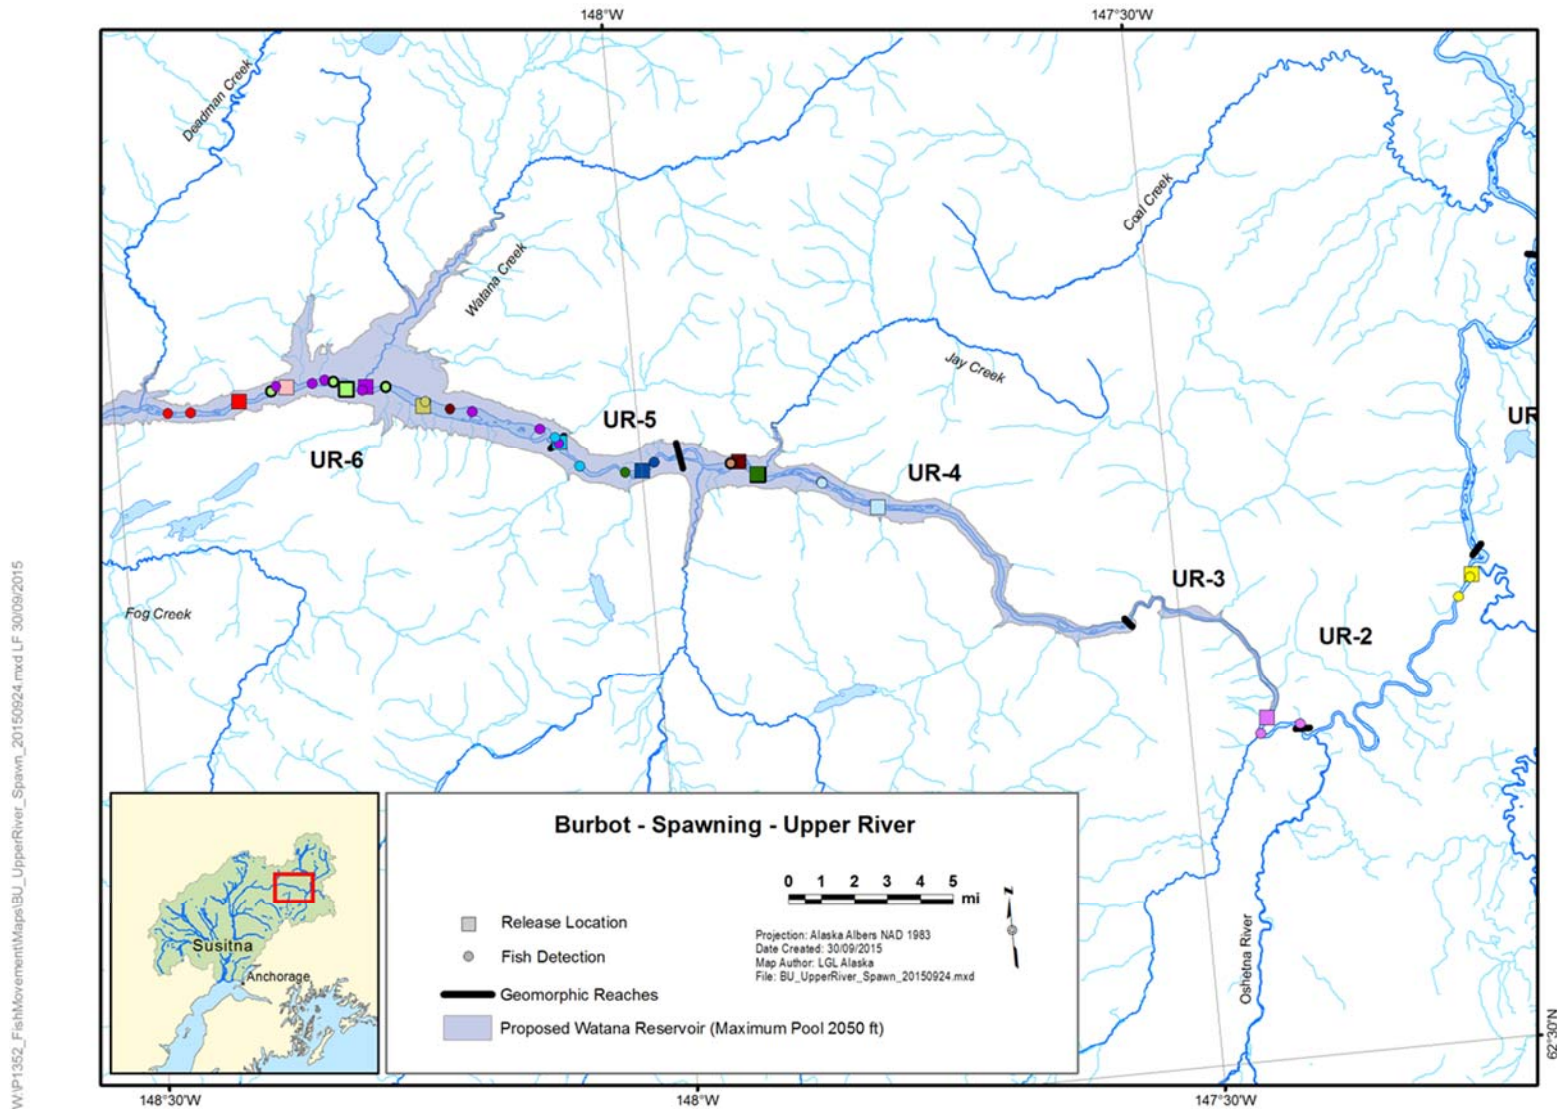 148°W
147°30'W
Deadman Creek
Coal Creek
Watana Creek
Jay Creek
UR-5
UR
UR-6
UR-4
UR-3
Fog Creek
UR-2
W:\P1352_FishMovement\Maps\BU_UpperRiver_Spawn_20150924.mxd LF 30/09/2015
Burbot - Spawning - Upper River
0 1 2 3 4 5
mi
N
Release Location
Fish Detection
Geomorphic Reaches
Proposed Watana Reservoir (Maximum Pool 2050 ft)
Projection: Alaska Albers NAD 1983
Date Created: 30/09/2015
Map Author: LGL Alaska
File: BU_UpperRiver_Spawn_20150924.mxd
Susitna
Anchorage
Oshetna River
62°30'N
148°30'W
148°W
147°30'W